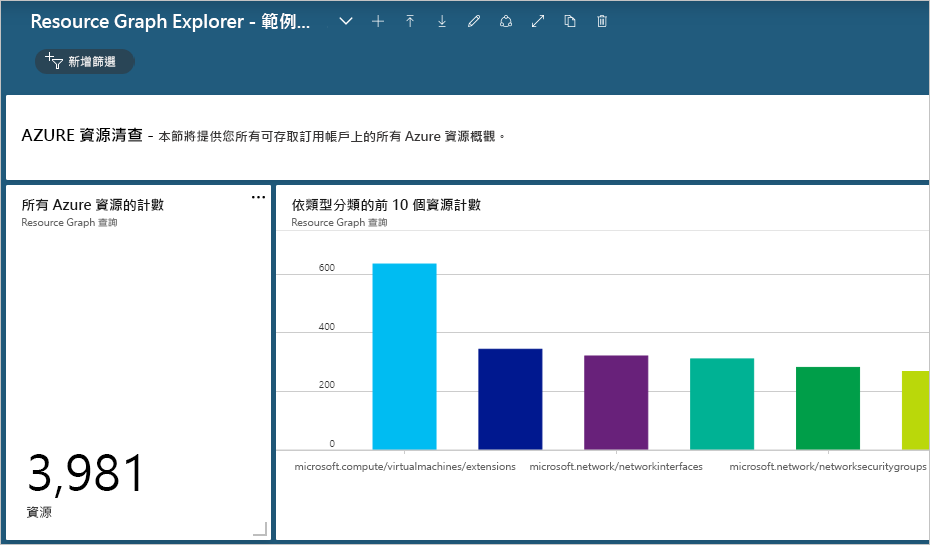 Resource Graph Explorer - 範例...
新增篩選
AZURE 資源清查 - 本節將提供您所有可存取訂用帳戶上的所有 Azure 資源概觀。
所有 Azure 資源的計數
Resource Graph 查詢
3,981
資源
依類型分類的前 10 個資源計數
Resource Graph 查詢
600
400
200
0
microsoft.compute/virtualmachines/extensions
microsoft.network/networkinterfaces
microsoft.network/networksecuritygroups